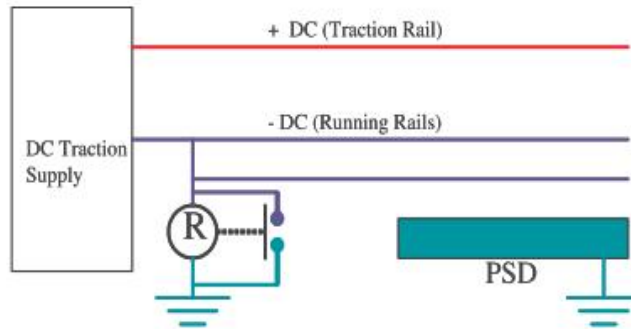 + DC (Traction Rail)
- DC (Running Rails)
DC Traction
Supply
R
PSD